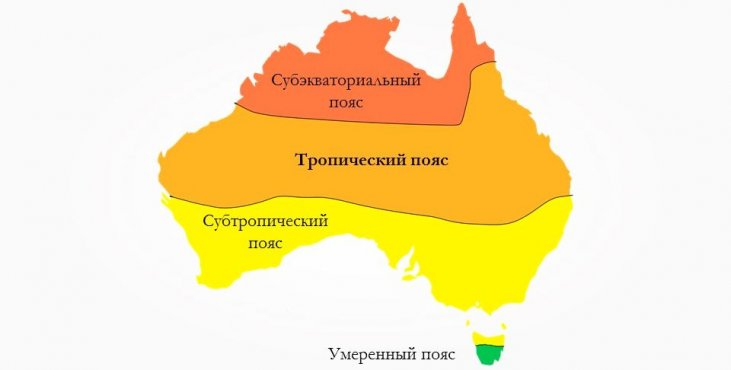 Субэкваториальный
пояс
Тропический пояс
Субтропический
пояс
Умеренный пояс